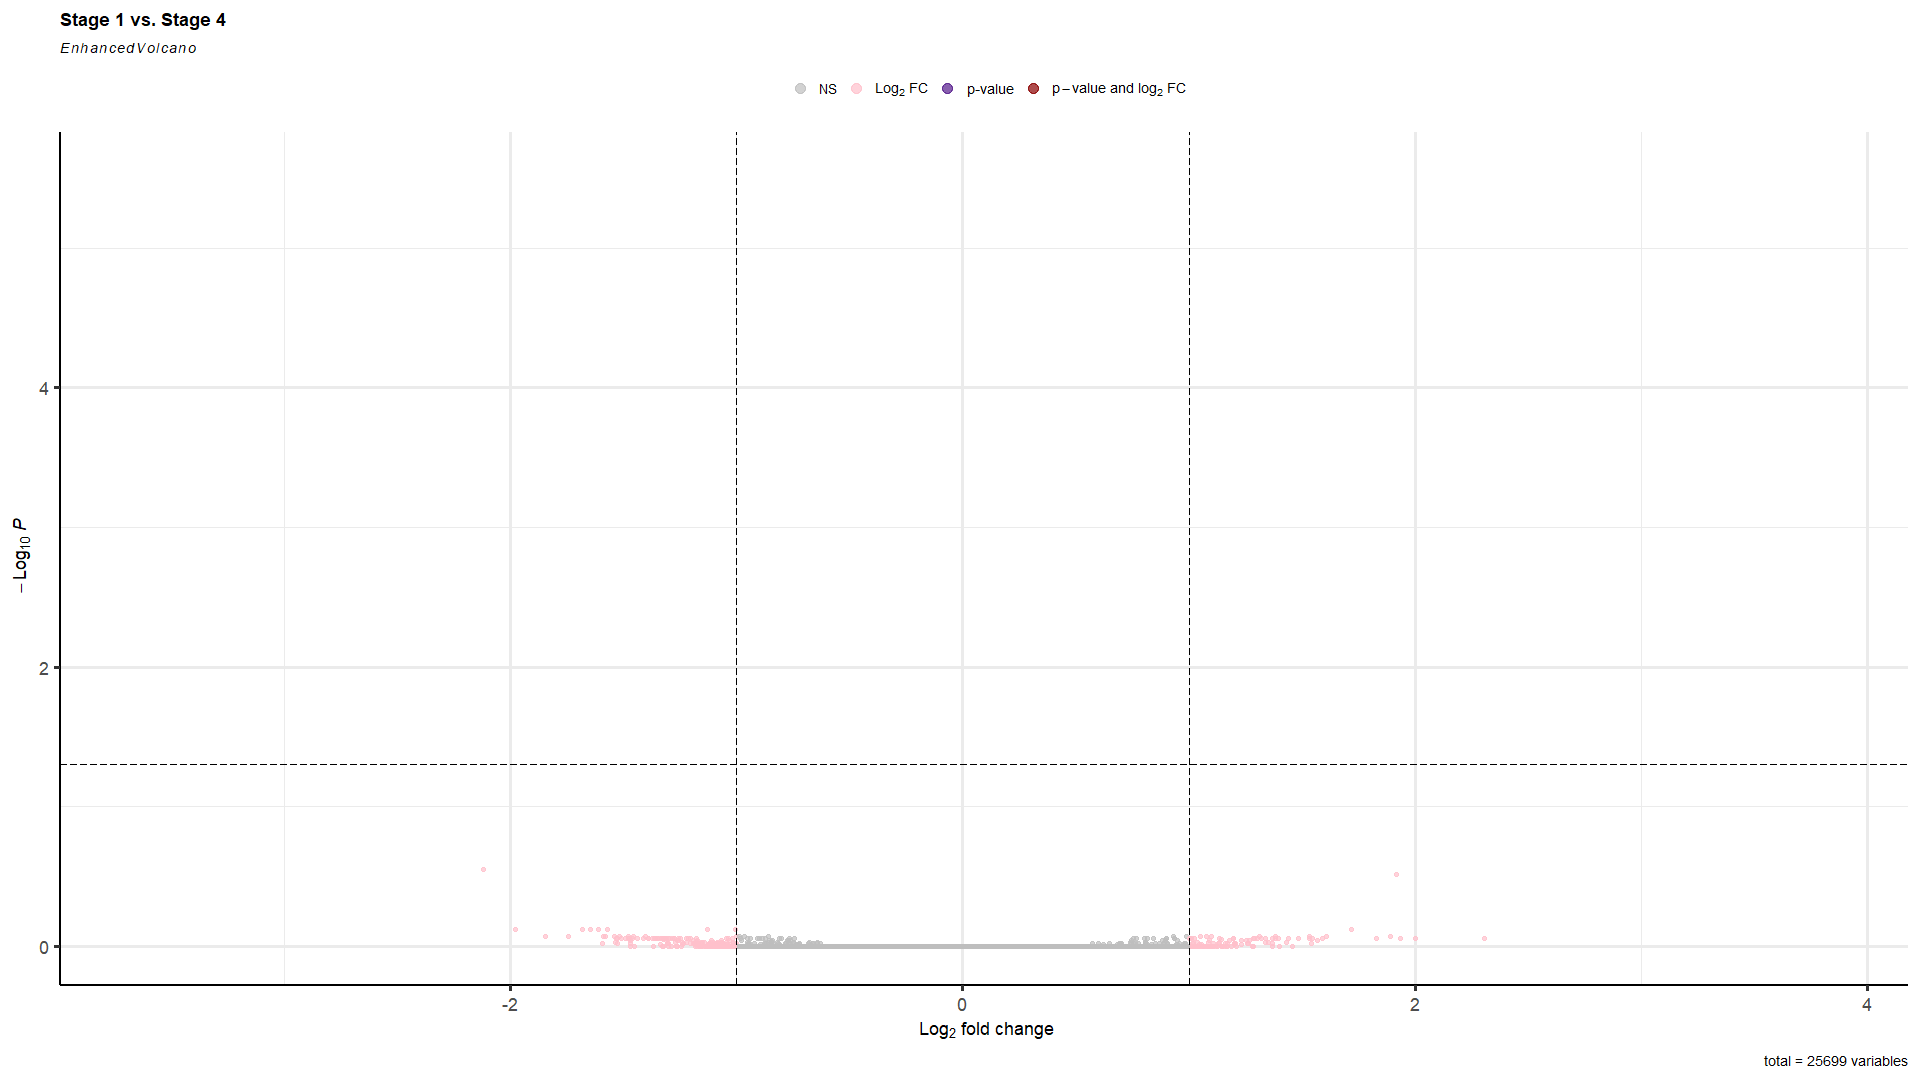 Stage 1 vs. Stage 4
EnhancedVolcano
NS Log₂ FC p-value p−value and log₂ FC
4
2
0
−Log₁₀ P
-2 0 2 4
Log₂ fold change
total = 25699 variables